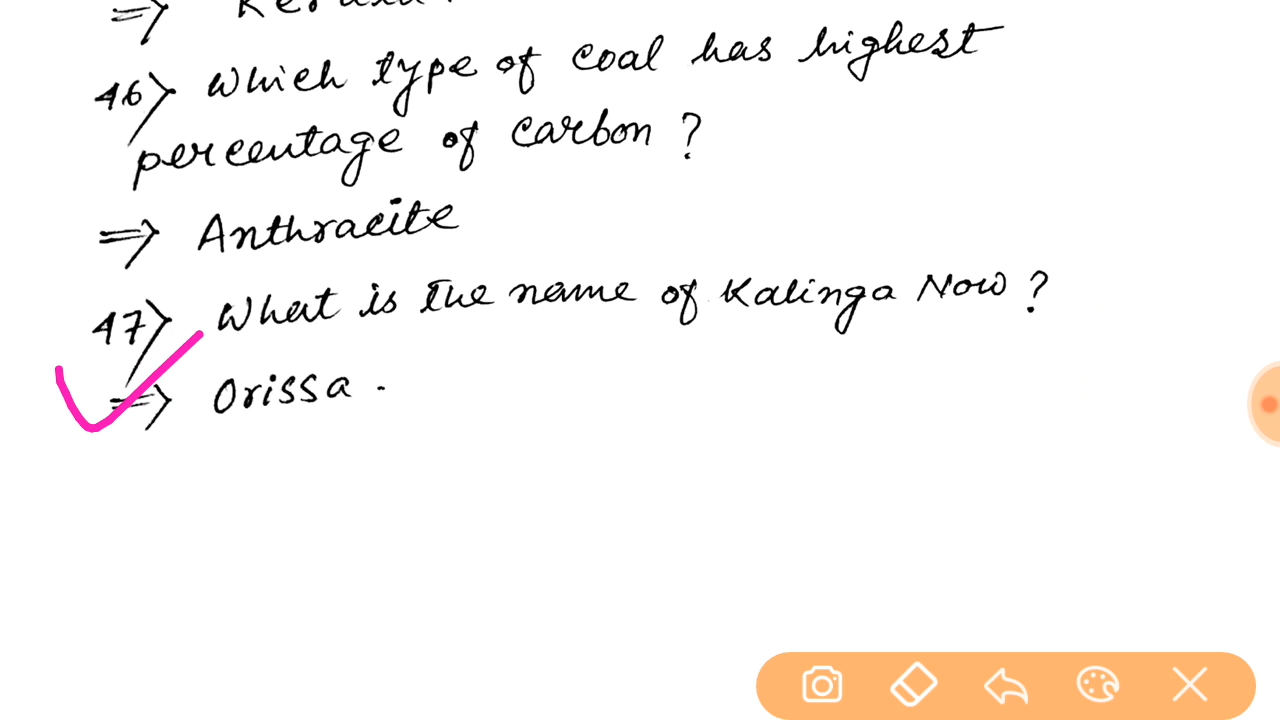 46) Which type of coal has highest
percentage of carbon ?
=> Anthracite
47) What is the name of Kalinga Now ?
=> Orissa .